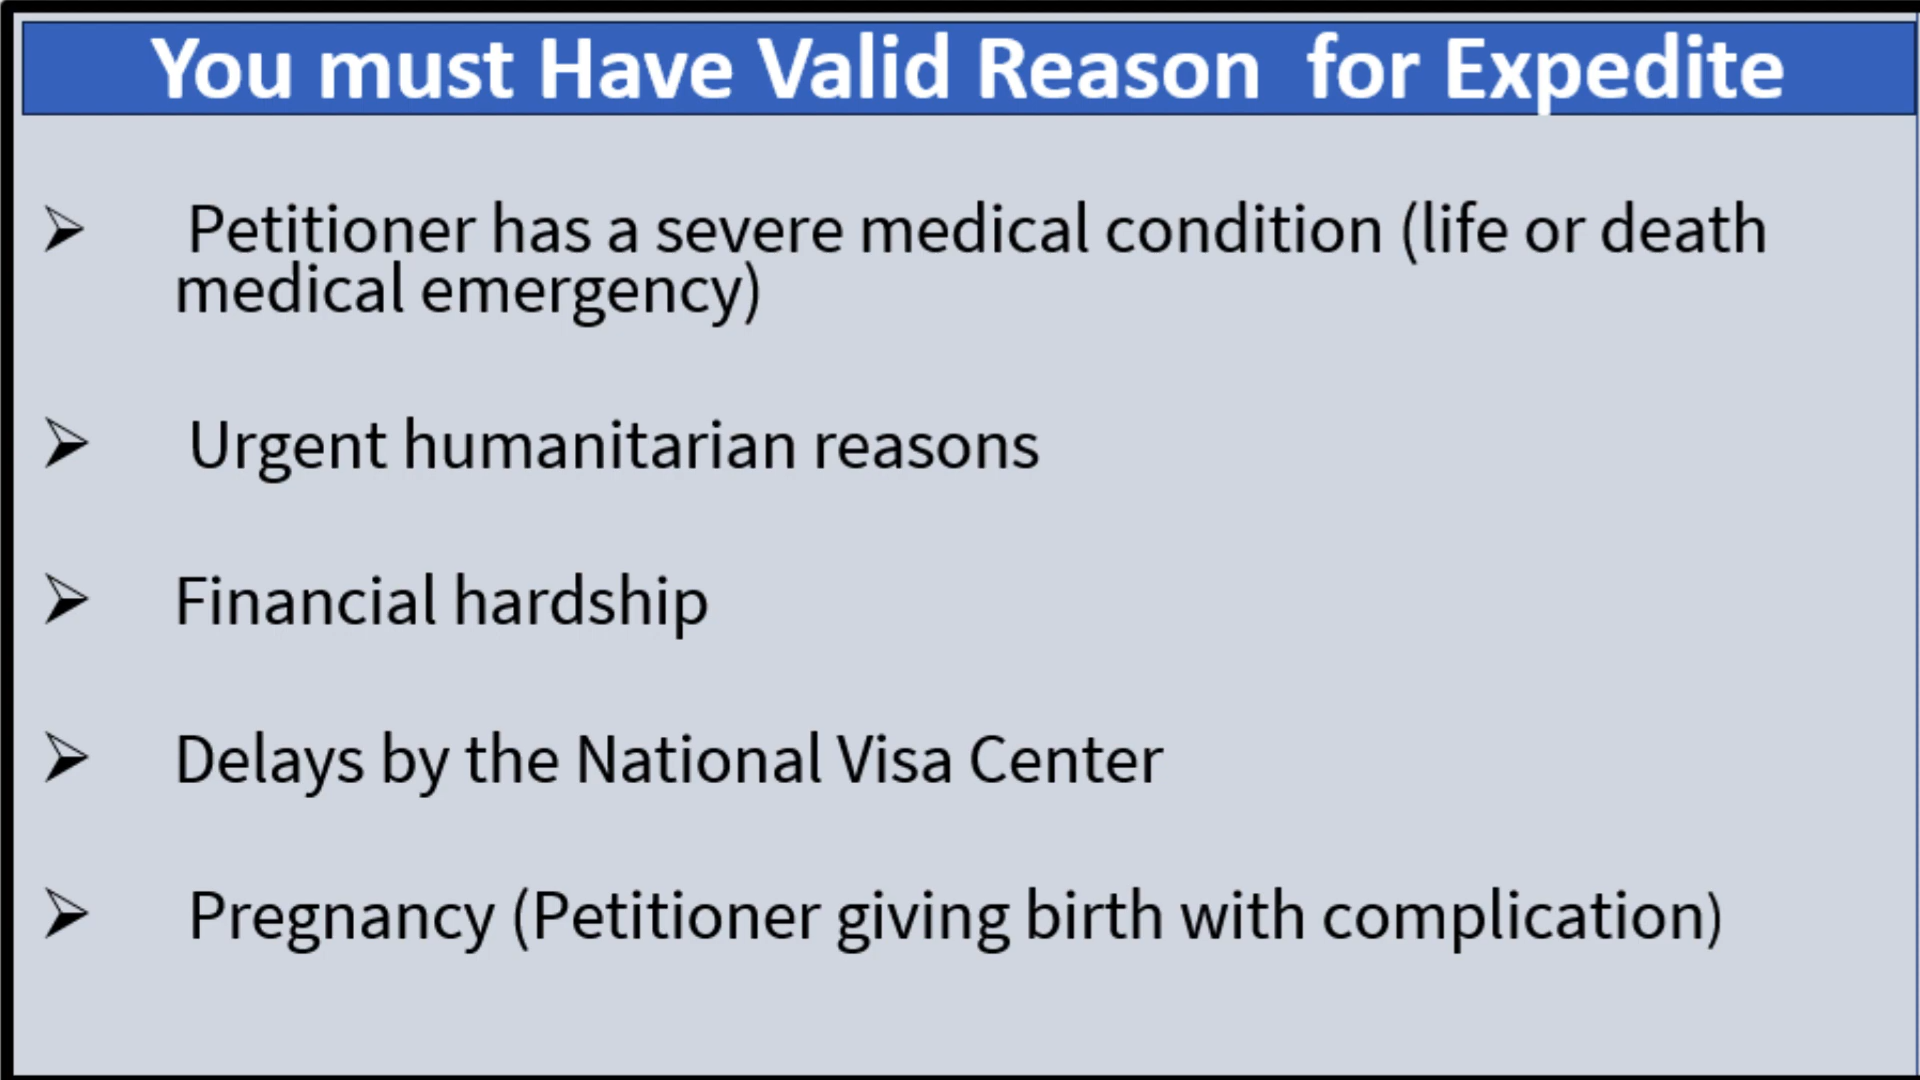 You must Have Valid Reason  for Expedite
➢ Petitioner has a severe medical condition (life or death
medical emergency)
➢ Urgent humanitarian reasons
➢ Financial hardship
➢ Delays by the National Visa Center
➢ Pregnancy (Petitioner giving birth with complication)